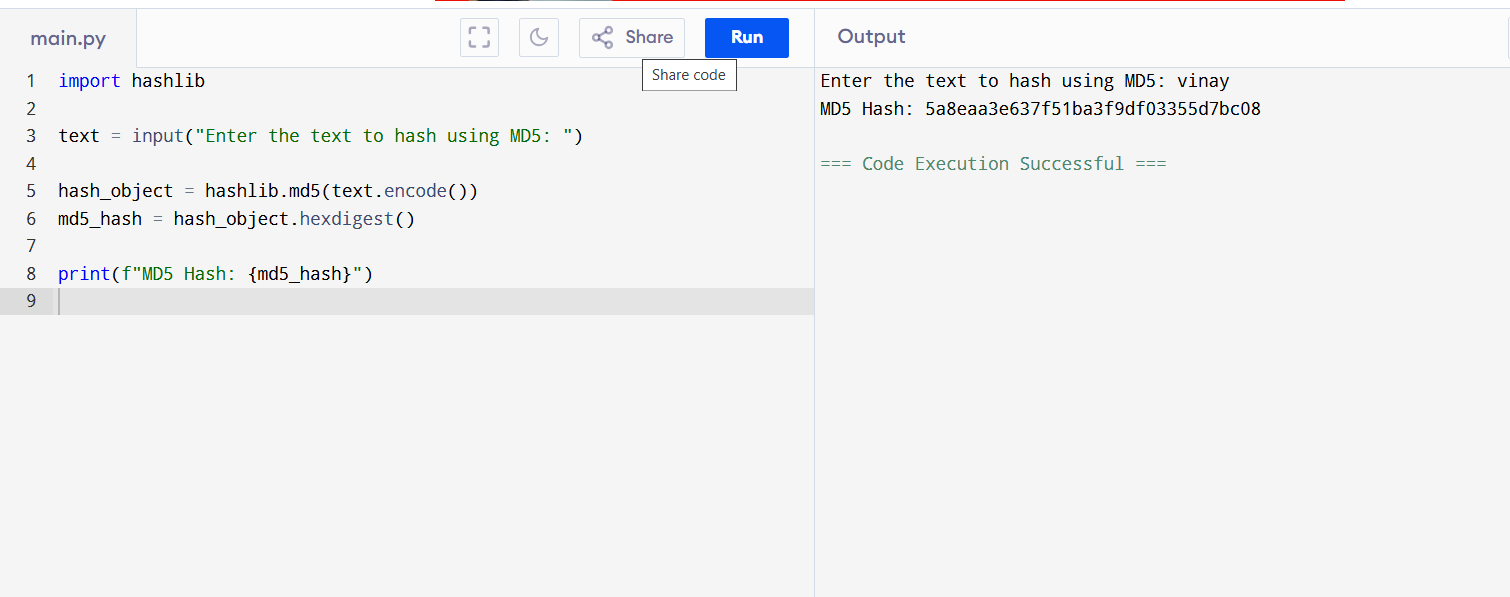 main.py
Share
Run
Output
Share code
1 import hashlib
2
3 text = input("Enter the text to hash using MD5: ")
4
5 hash_object = hashlib.md5(text.encode())
6 md5_hash = hash_object.hexdigest()
7
8 print(f"MD5 Hash: {md5_hash}")
9
Enter the text to hash using MD5: vinay
MD5 Hash: 5a8eaa3e637f51ba3f9df03355d7bc08
=== Code Execution Successful ===